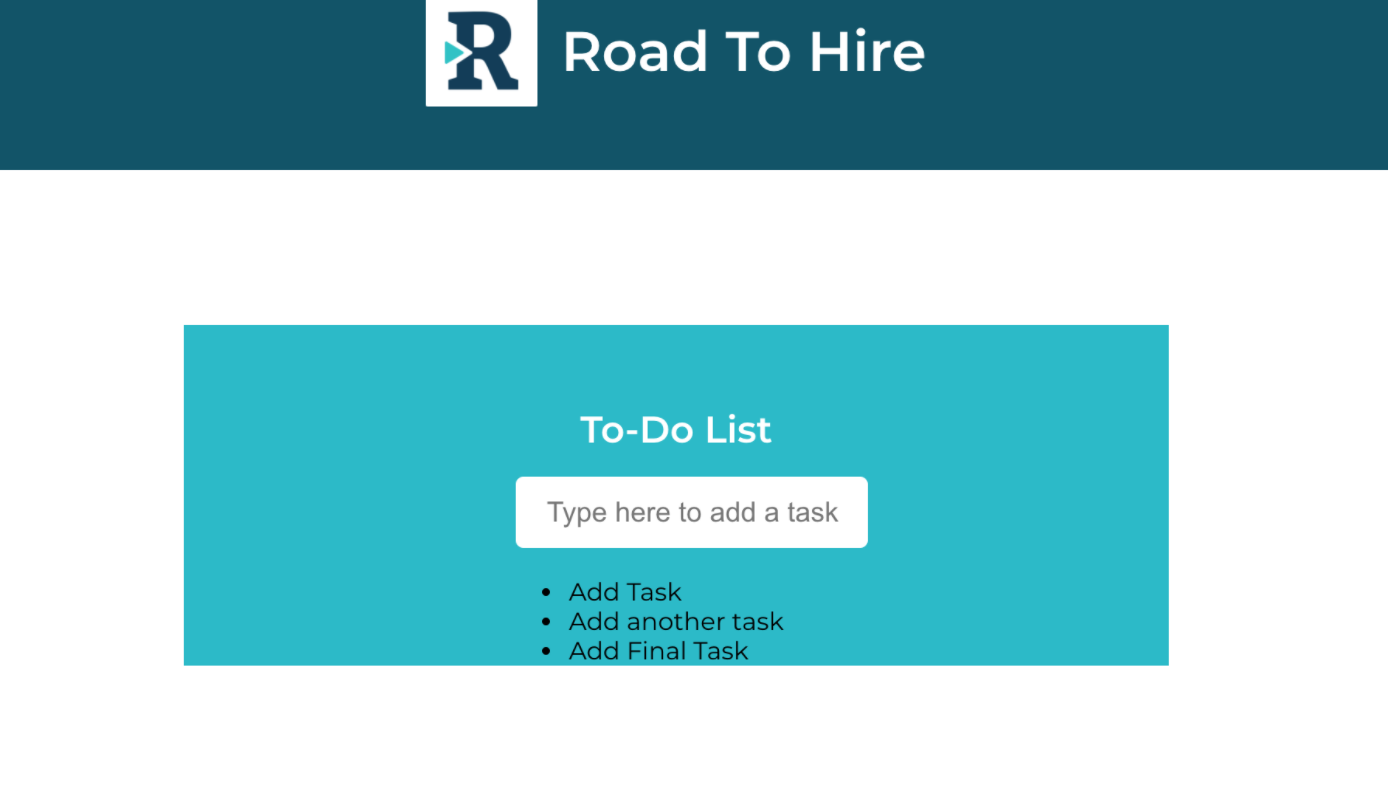 R Road To Hire
To-Do List
Type here to add a task
Add Task
Add another task
Add Final Task